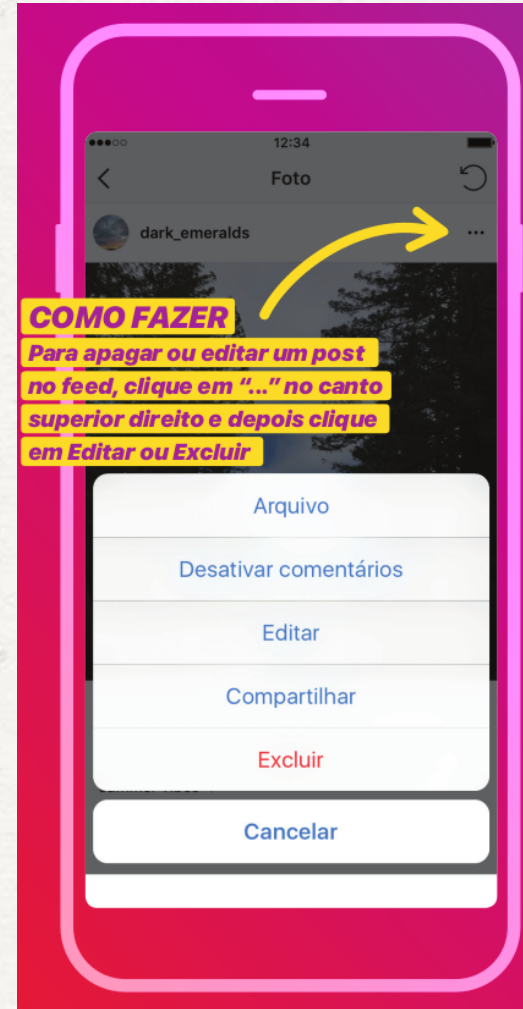 12:34
Foto
dark_emeralds
...
COMO FAZER
Para apagar ou editar um post
no feed, clique em “...” no canto
superior direito e depois clique
em Editar ou Excluir
Arquivo
Desativar comentários
Editar
Compartilhar
Excluir
Cancelar